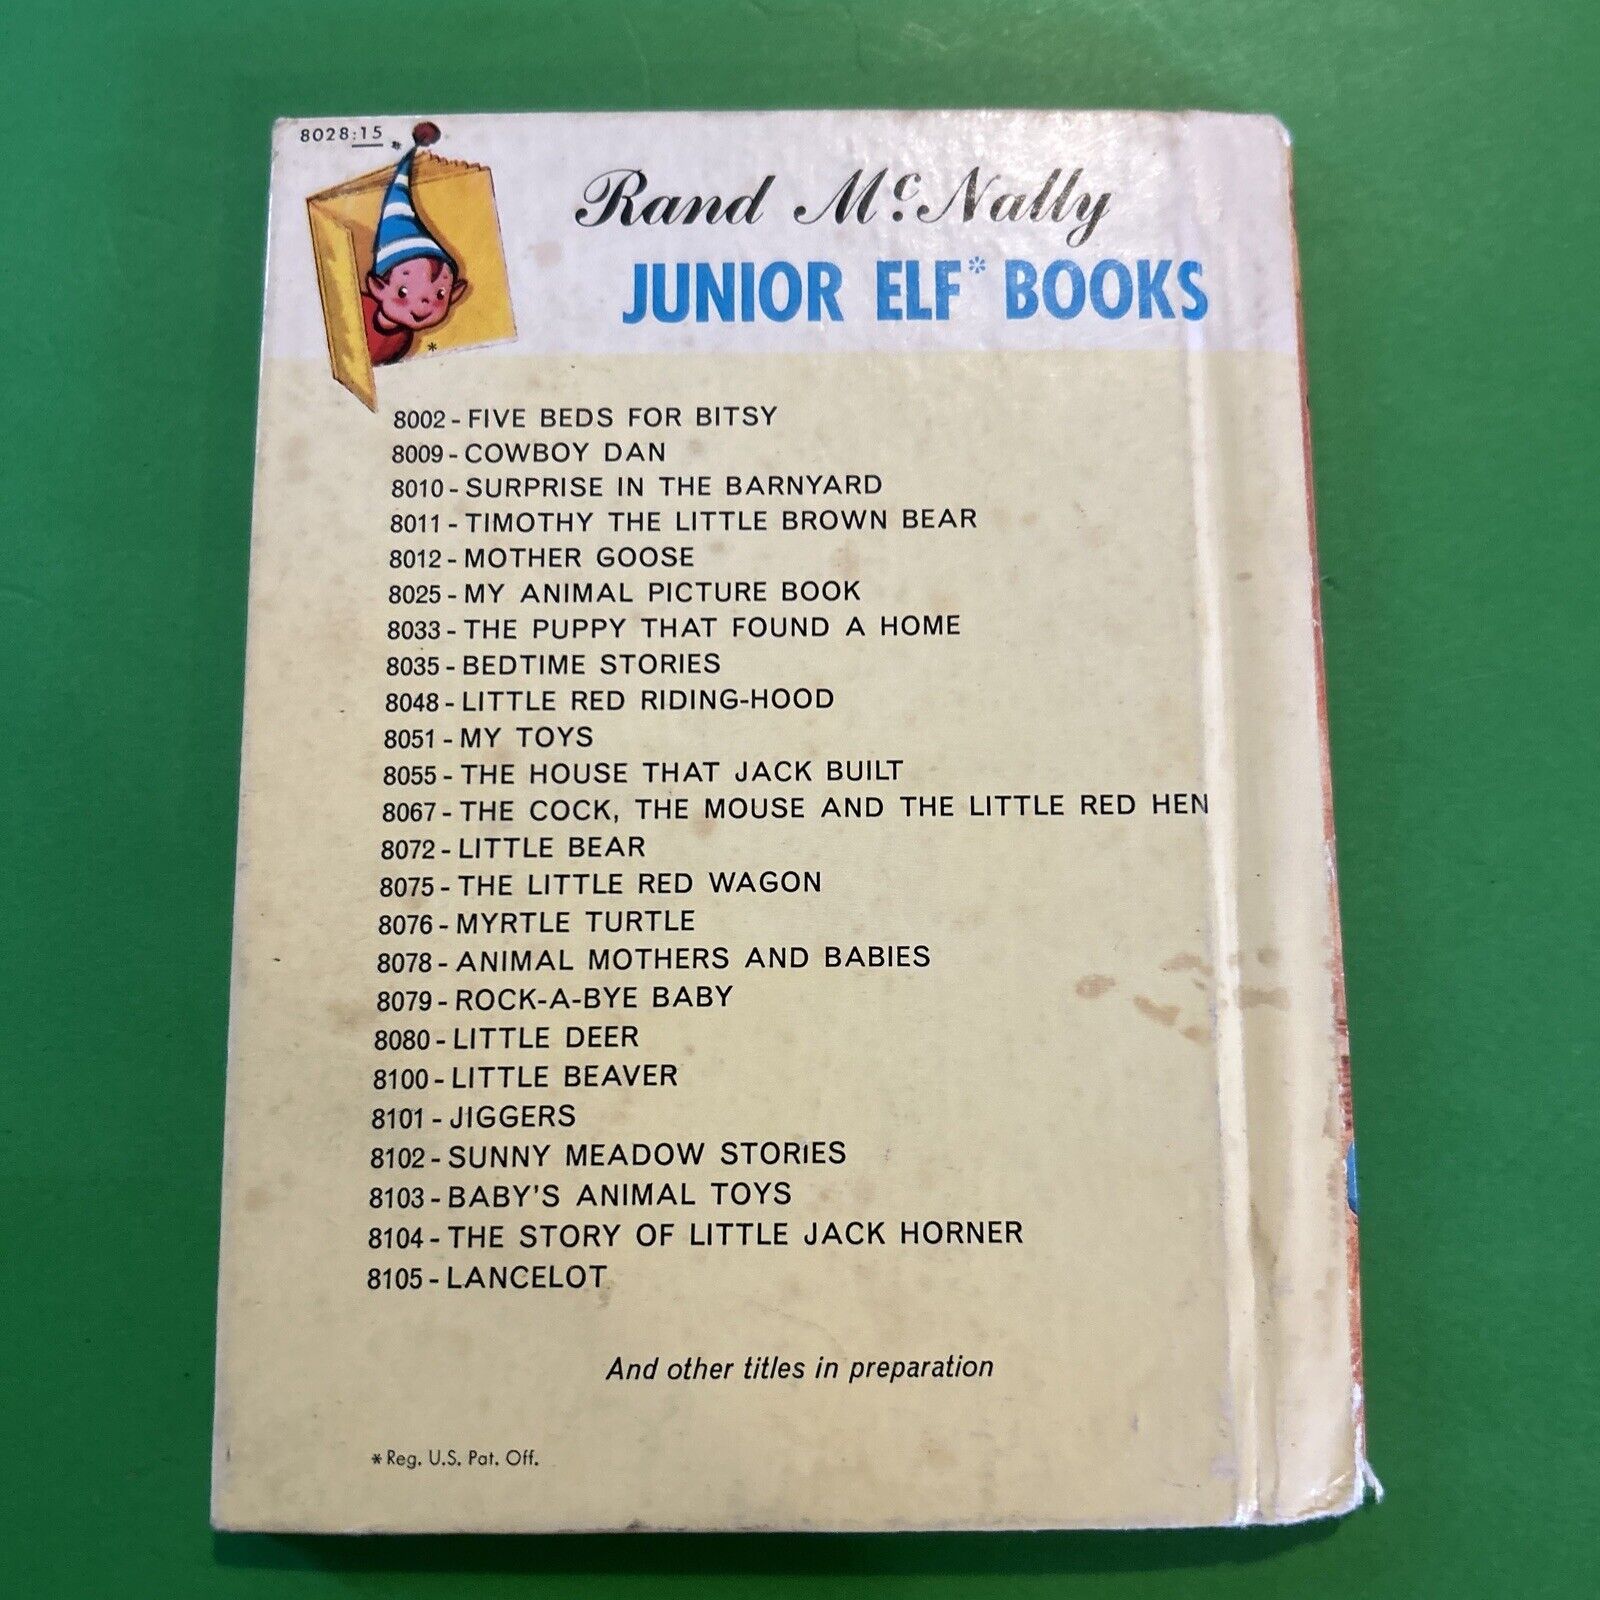 8028:15
Rand McNally
JUNIOR ELF* BOOKS
8002 - FIVE BEDS FOR BITSY
8009 - COWBOY DAN
8010 - SURPRISE IN THE BARNYARD
8011 - TIMOTHY THE LITTLE BROWN BEAR
8012 - MOTHER GOOSE
8025 - MY ANIMAL PICTURE BOOK
8033 - THE PUPPY THAT FOUND A HOME
8035 - BEDTIME STORIES
8048 - LITTLE RED RIDING-HOOD
8051 - MY TOYS
8055 - THE HOUSE THAT JACK BUILT
8067 - THE COCK, THE MOUSE AND THE LITTLE RED HEN
8072 - LITTLE BEAR
8075 - THE LITTLE RED WAGON
8076 - MYRTLE TURTLE
8078 - ANIMAL MOTHERS AND BABIES
8079 - ROCK-A-BYE BABY
8080 - LITTLE DEER
8100 - LITTLE BEAVER
8101 - JIGGERS
8102 - SUNNY MEADOW STORIES
8103 - BABY'S ANIMAL TOYS
8104 - THE STORY OF LITTLE JACK HORNER
8105 - LANCELOT
And other titles in preparation
* Reg. U.S. Pat. Off.